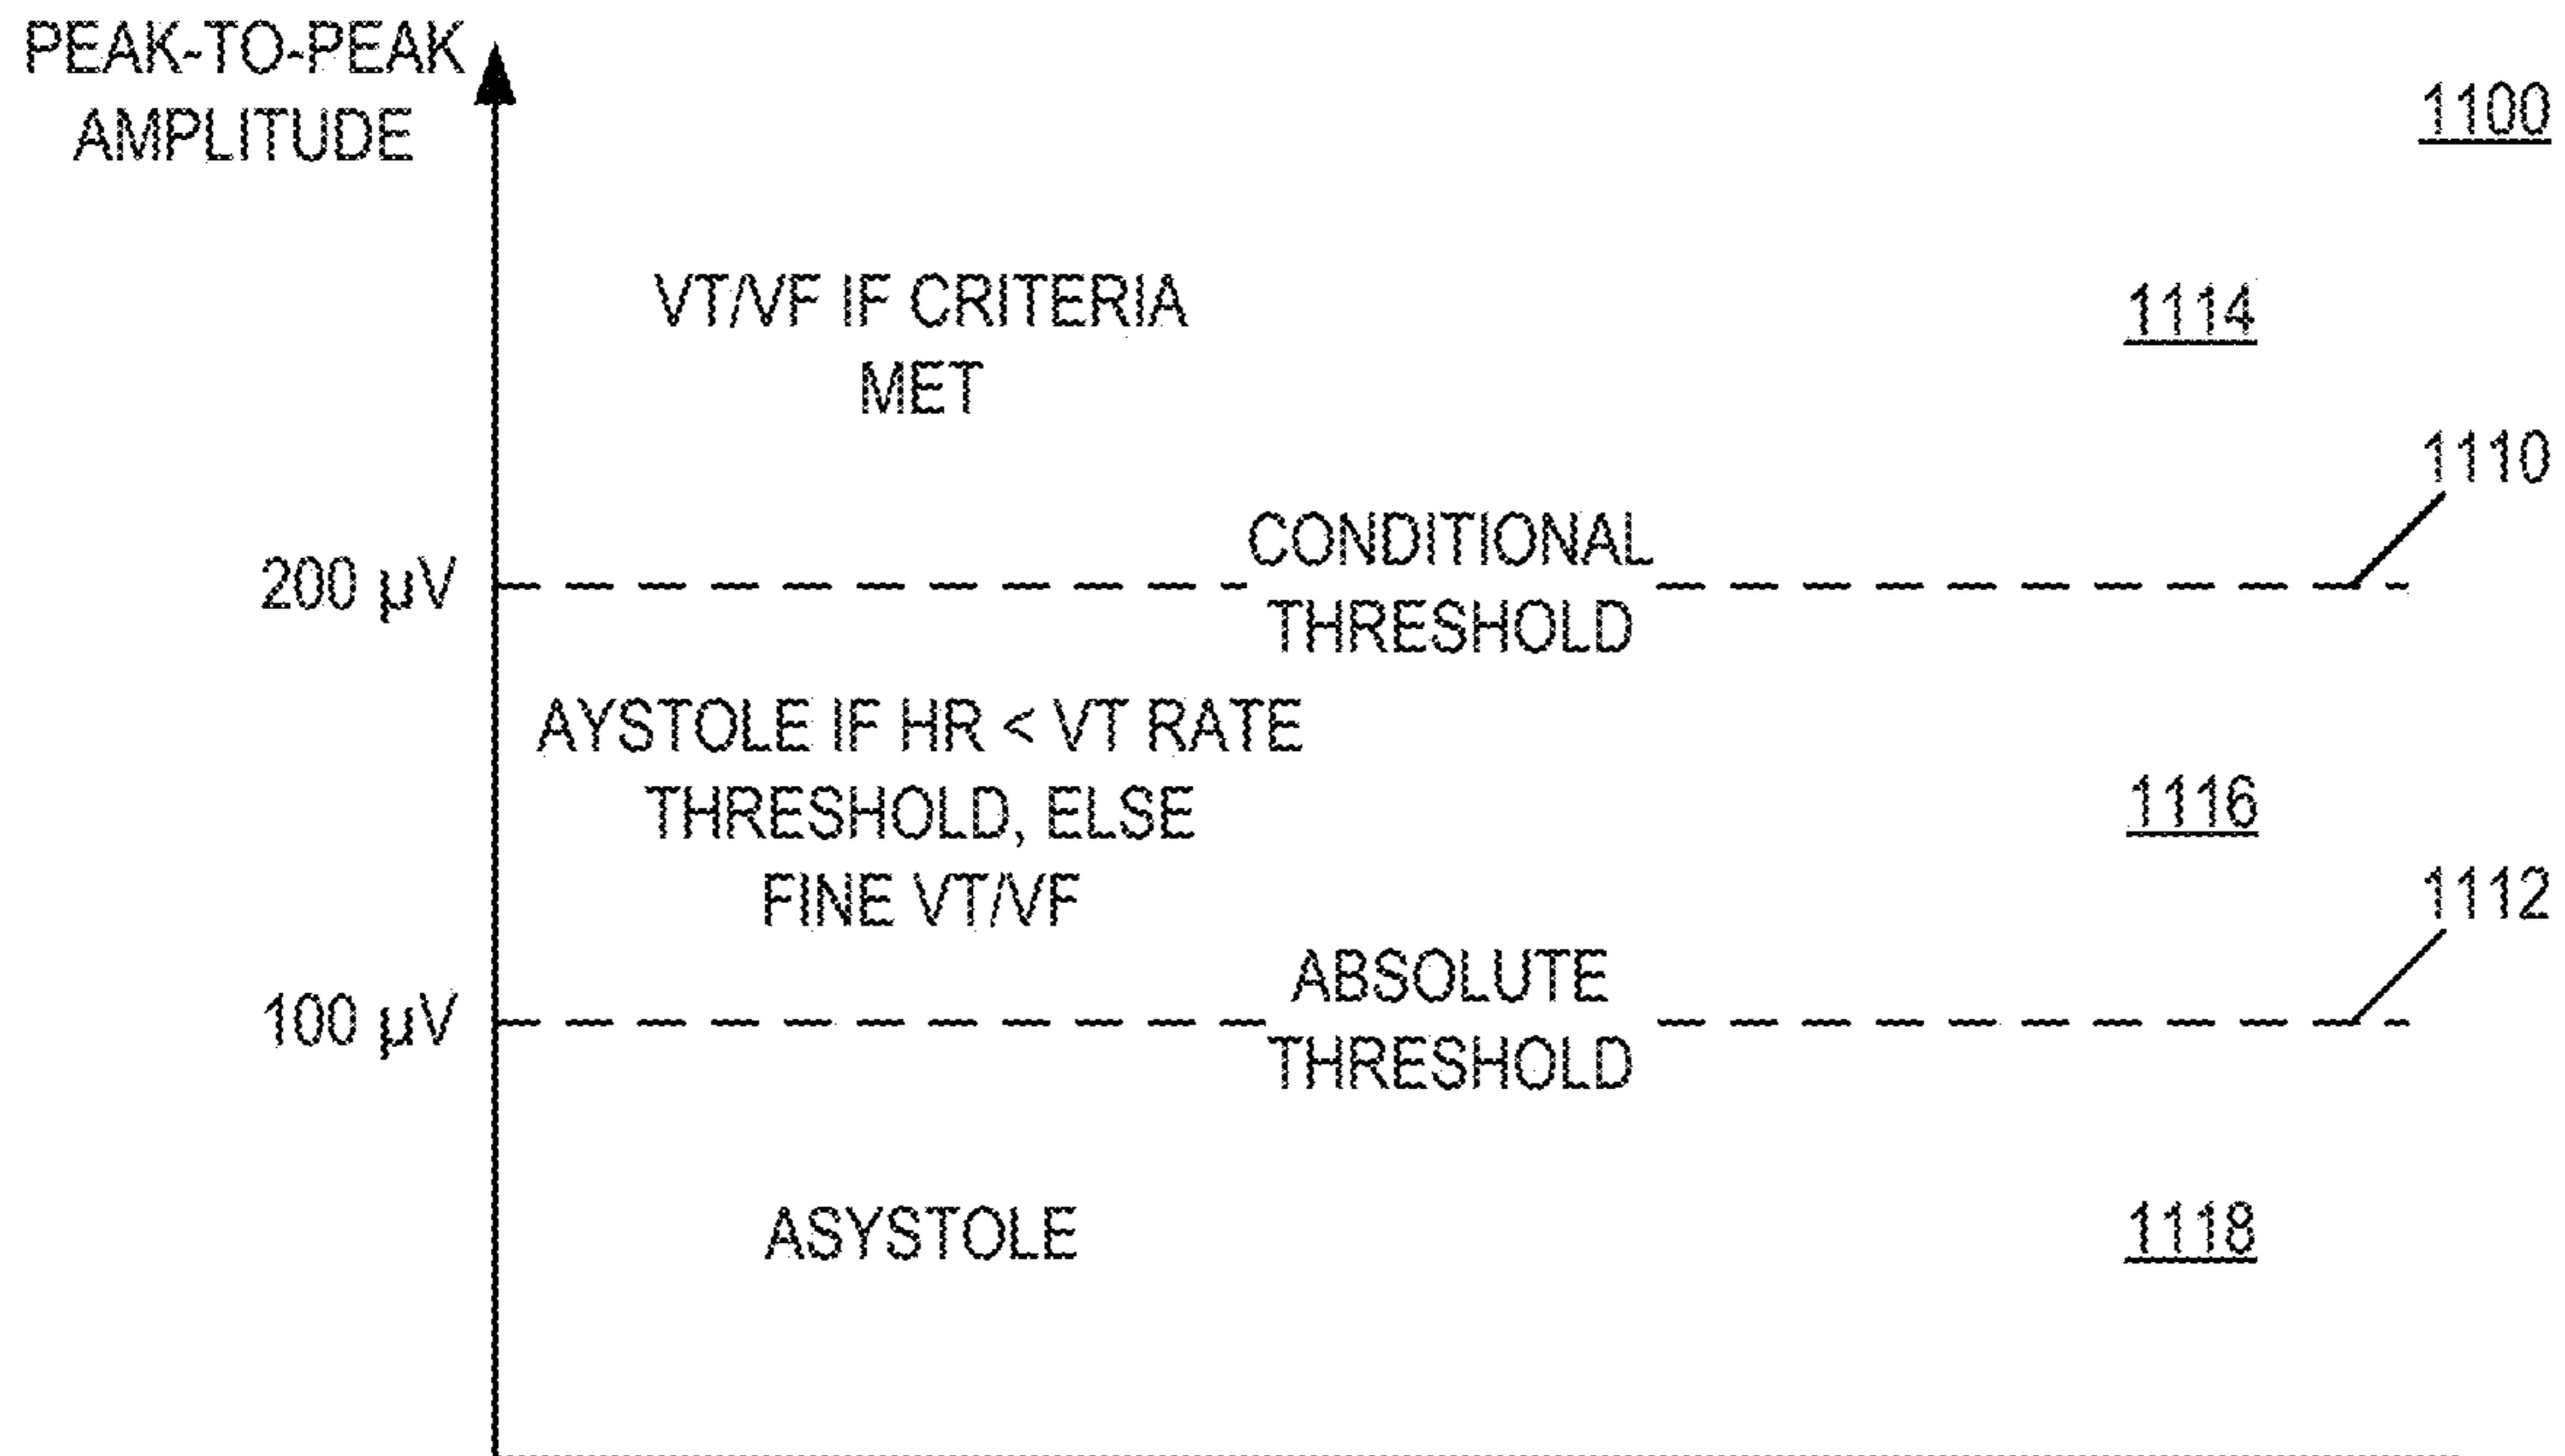 PEAK-TO-PEAK
AMPLITUDE
1100
VT/VF IF CRITERIA
MET
1114
1110
200 µV
CONDITIONAL
THRESHOLD
AYSTOLE IF HR < VT RATE
THRESHOLD, ELSE
FINE VT/VF
1116
1112
100 µV
ABSOLUTE
THRESHOLD
ASYSTOLE
1118